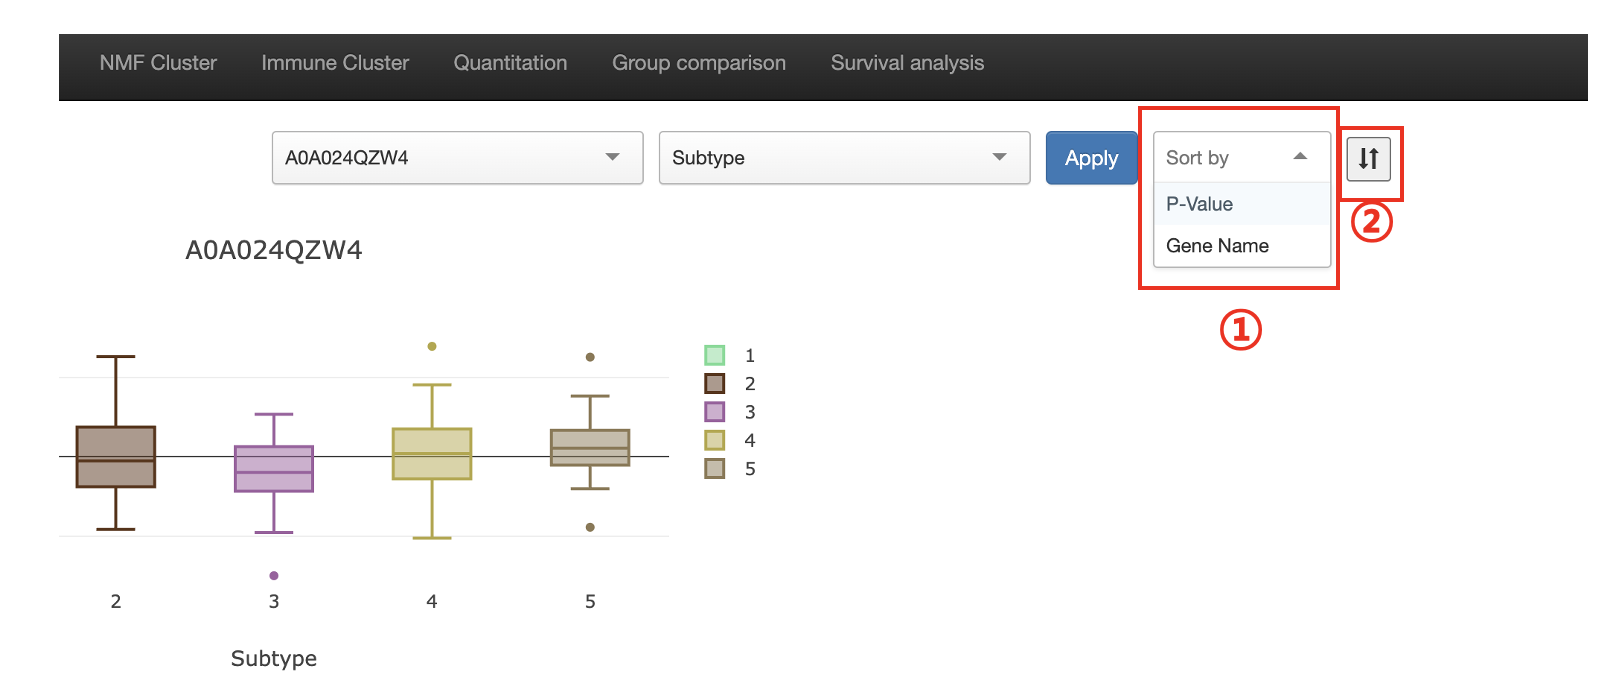 NMF Cluster Immune Cluster Quantitation Group comparison Survival analysis
A0A024QZW4 Subtype Apply Sort by
P-Value
Gene Name
②
①
A0A024QZW4
1
2
3
4
5
2 3 4 5
Subtype